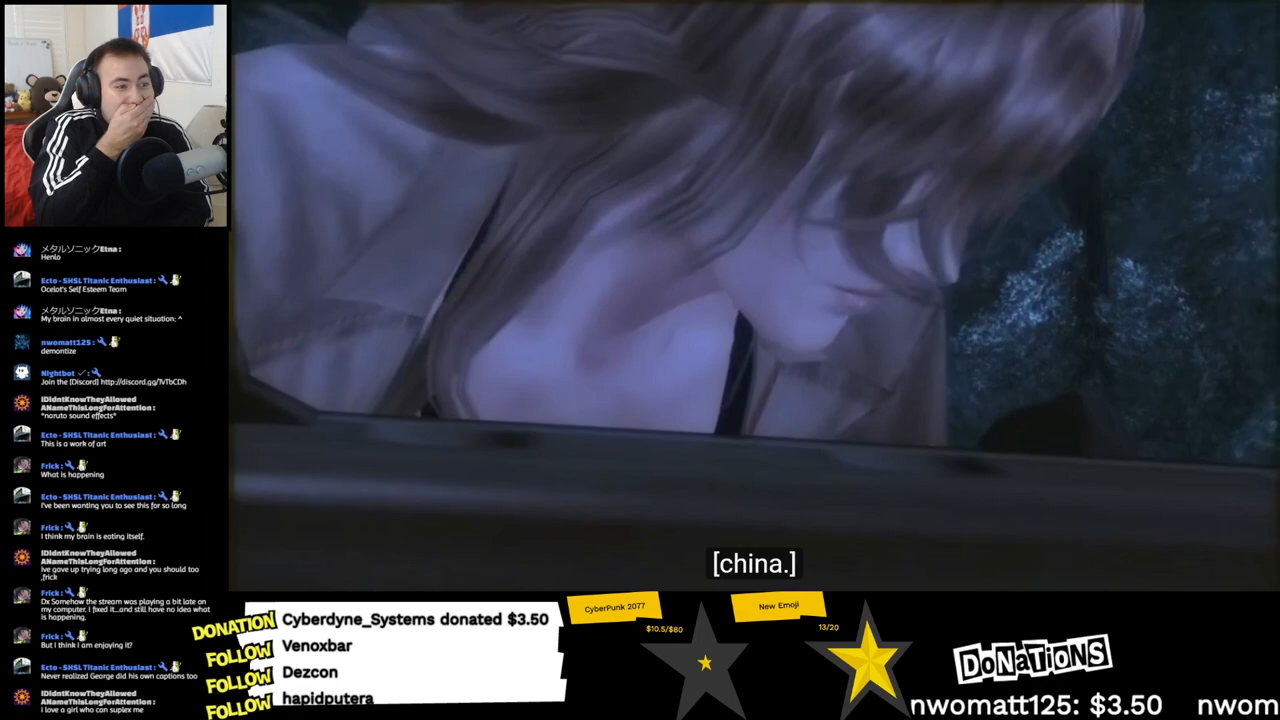 メタルソニックEtna :
Henlo
Ecto - SHSL Titanic Enthusiast :
Ocelot's Self Esteem Team
メタルソニックEtna :
My brain in almost every quiet situation: ^
nwomatt125 :
demontize
Nightbot ✓ :
Join the [Discord] http://discord.gg/TvTbCDh
IDidntKnowTheyAllowed
ANameThisLongForAttention :
*naruto sound effects*
Ecto - SHSL Titanic Enthusiast :
This is a work of art
Frick :
What is happening
Ecto - SHSL Titanic Enthusiast :
I've been wanting you to see this for so long
Frick :
I think my brain is eating itself.
IDidntKnowTheyAllowed
ANameThisLongForAttention :
Ive gave up trying long ago and you should too
,frick
Frick :
Dx Somehow the stream was playing a bit late on
my computer. I fixed it...and still have no idea what
is happening.
Frick :
But I think I am enjoying it?
Ecto - SHSL Titanic Enthusiast :
Never realized George did his own captions too
IDidntKnowTheyAllowed
ANameThisLongForAttention :
I love a girl who can suplex me
[china.]
DONATION Cyberdyne_Systems donated $3.50
FOLLOW Venoxbar
FOLLOW Dezcon
FOLLOW hapidputera
CyberPunk 2077
$10.5/$80
New Emoji
13/20
DONATIONS
nwomatt125: $3.50 nwom